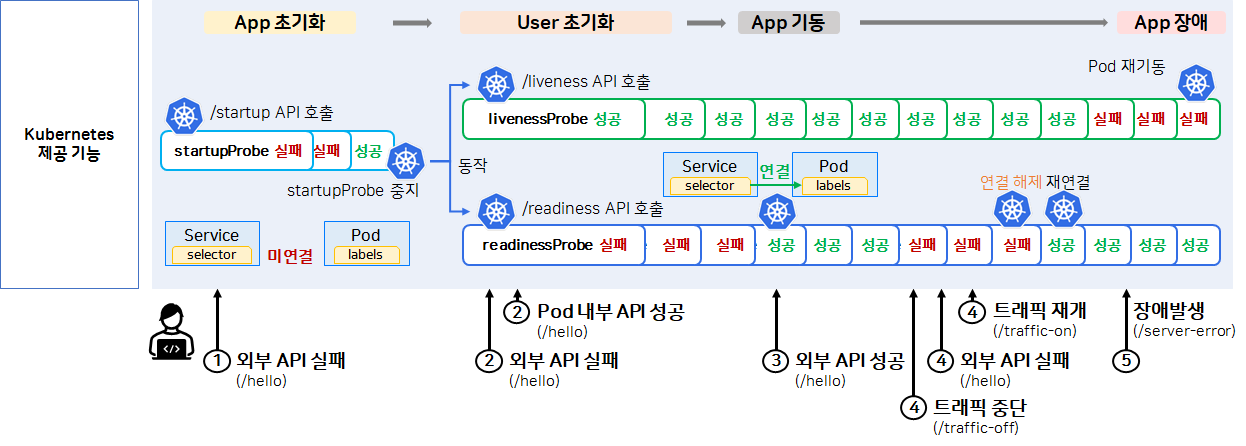 App 초기화
User 초기화
App 기동
App 장애
Kubernetes
제공 기능
Pod 재기동
/liveness API 호출
livenessProbe 성공 성공 성공 성공 성공 성공 성공 성공 성공 실패 실패 실패
/startup API 호출
startupProbe 실패 실패 성공
동작
startupProbe 중지
Service
selector
연결
Pod
labels
연결 해제 재연결
/readiness API 호출
readinessProbe 실패 실패 실패 성공 성공 성공 실패 실패 실패 성공 성공 성공 성공
Service
selector
미연결
Pod
labels
</>
1 외부 API 실패
(/hello)
2 Pod 내부 API 성공
(/hello)
2 외부 API 실패
(/hello)
3 외부 API 성공
(/hello)
4 트래픽 중단
(/traffic-off)
4 외부 API 실패
(/hello)
4 트래픽 재개
(/traffic-on)
장애발생
(/server-error)
5